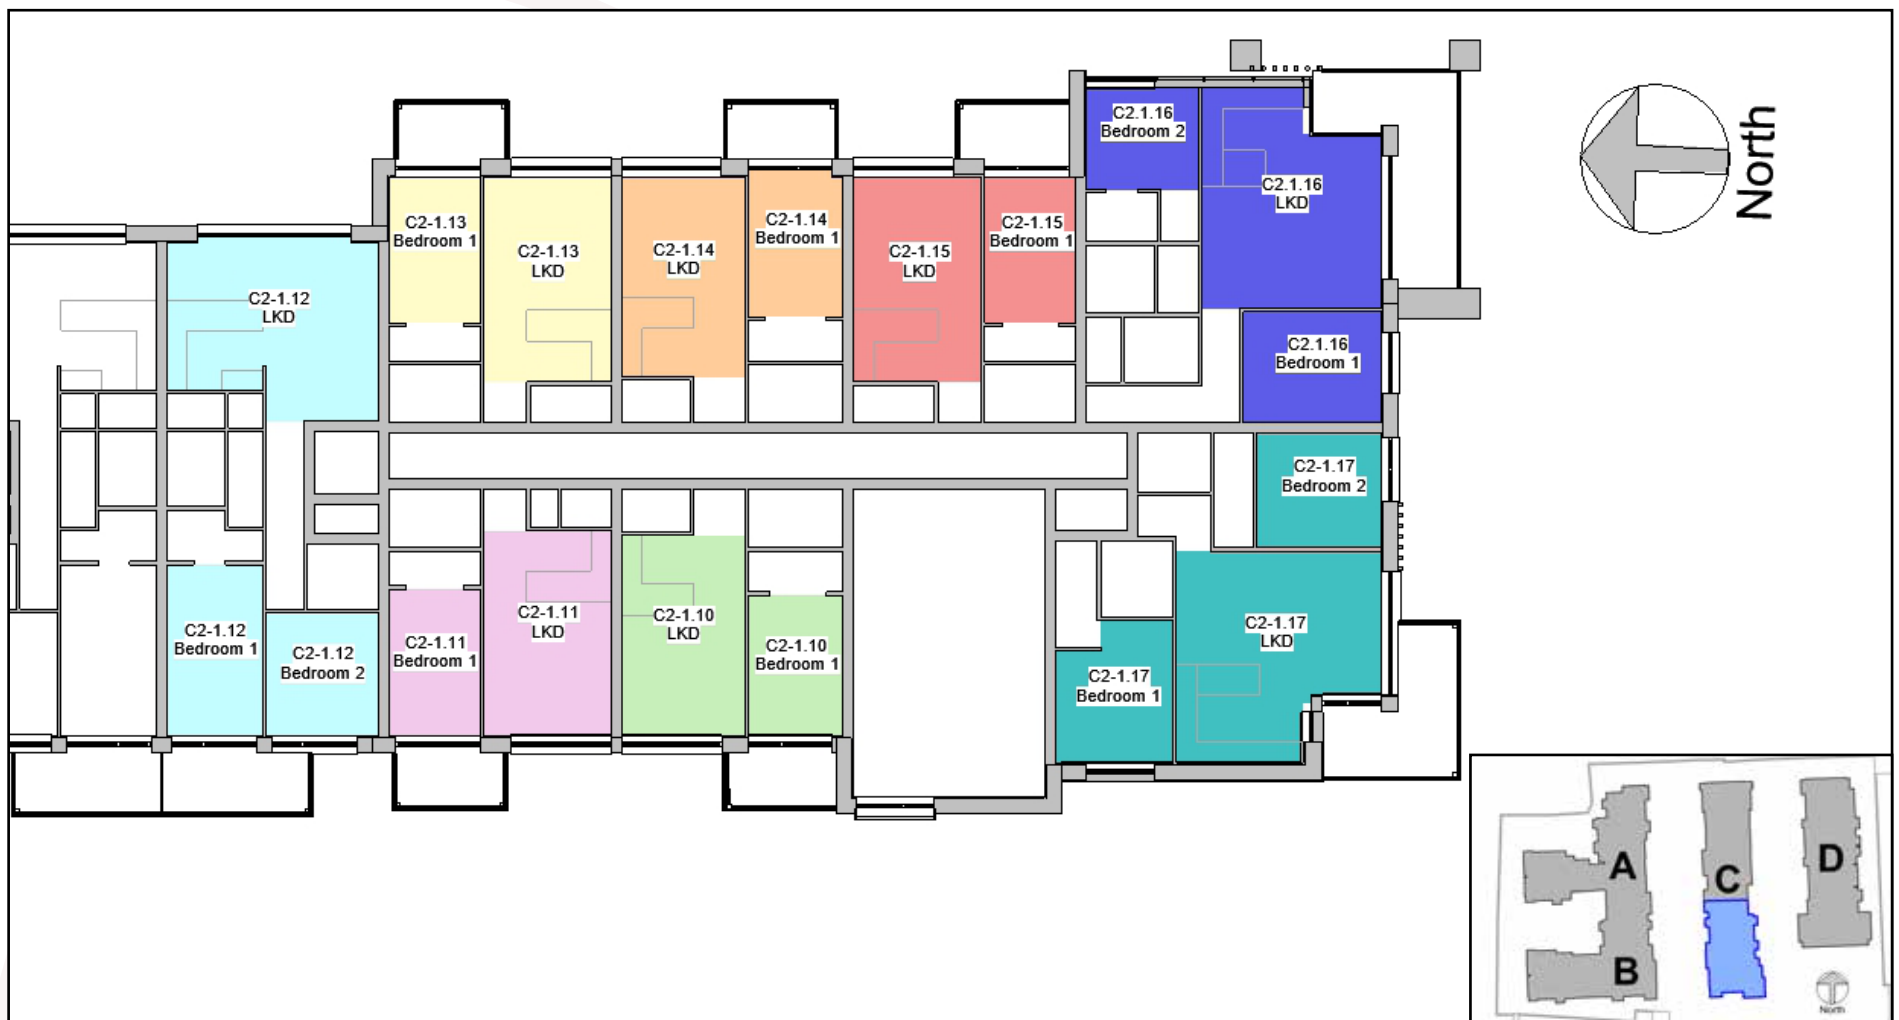 C2.1.16
Bedroom 2
C2.1.16
LKD
C2-1.13
Bedroom 1
C2-1.13
LKD
C2-1.14
LKD
C2-1.14
Bedroom 1
C2-1.15
LKD
C2-1.15
Bedroom 1
C2-1.12
LKD
C2.1.16
Bedroom 1
C2-1.17
Bedroom 2
C2-1.12
Bedroom 1
C2-1.12
Bedroom 2
C2-1.11
Bedroom 1
C2-1.11
LKD
C2-1.10
LKD
C2-1.10
Bedroom 1
C2-1.17
Bedroom 1
C2-1.17
LKD
North
A
B
C
D
North